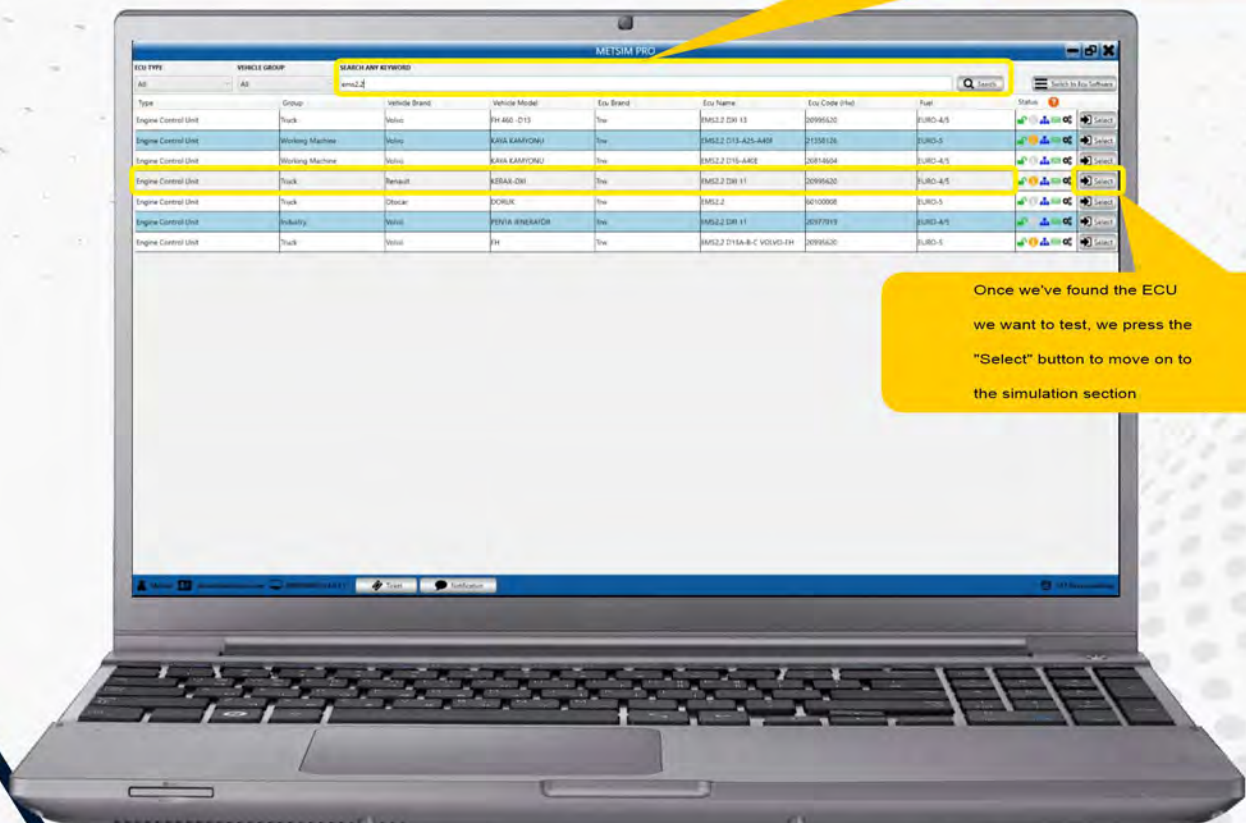 METSIM PRO
ECU TYPE VEHICLE GROUP SEARCH ANY KEYWORD
All All ems2.2 Search Switch to Ecu Software
Type Group Vehicle Brand Vehicle Model Ecu Brand Ecu Name Ecu Code (Hw) Fuel Status
Engine Control Unit Truck Volvo FH 460 -D13 Trw EMS2.2 DXI 13 20995620 EURO-4/5 Select
Engine Control Unit Working Machine Volvo KAYA KAMYONU Trw EMS2.2 D13-A25-A40F 21358126 EURO-5 Select
Engine Control Unit Working Machine Volvo KAYA KAMYONU Trw EMS2.2 D16-A40E 20814604 EURO-4/5 Select
Engine Control Unit Truck Renault KERAX-DXI Trw EMS2.2 DXI 11 20995620 EURO-4/5 Select
Engine Control Unit Truck Otocar DORUK Trw EMS2.2 60100008 EURO-5 Select
Engine Control Unit Industry Volvo PENTA JENERATÖR Trw EMS2.2 DXI 11 20977019 EURO-4/5 Select
Engine Control Unit Truck Volvo FH Trw EMS2.2 D13A-B-C VOLVO-FH 20995620 EURO-5 Select
Once we've found the ECU
we want to test, we press the
"Select" button to move on to
the simulation section
Ticket Notification